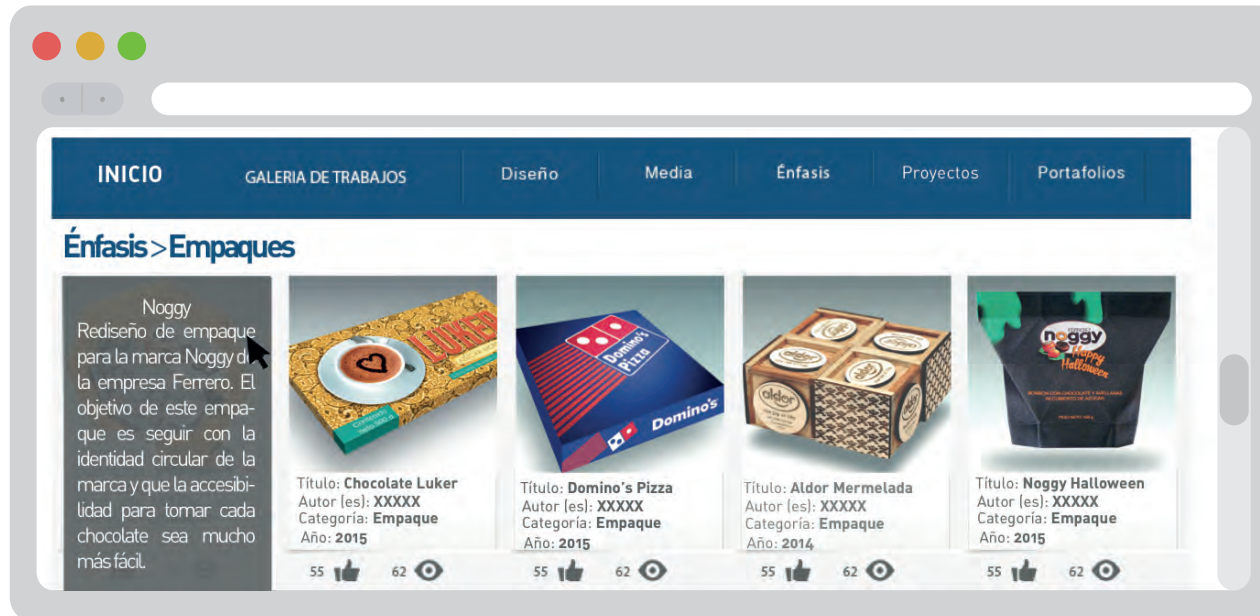 INICIO
GALERIA DE TRABAJOS
Diseño
Media
Énfasis
Proyectos
Portafolios
Énfasis > Empaques
Noggy
Rediseño de empaque
para la marca Noggy de
la empresa Ferrero. El
objetivo de este empa-
que es seguir con la
identidad circular de la
marca y que la accesibi-
lidad para tomar cada
chocolate sea mucho
más fácil.
LUKER
Contenido
neto 500 g
Título: Chocolate Luker
Autor (es): XXXXX
Categoría: Empaque
Año: 2015
55
62
Domino's
Pizza
Domino's
Título: Domino's Pizza
Autor (es): XXXXX
Categoría: Empaque
Año: 2015
55
62
aldor
aldor
Título: Aldor Mermelada
Autor (es): XXXXX
Categoría: Empaque
Año: 2014
55
62
noggy
Happy
Halloween
Título: Noggy Halloween
Autor (es): XXXXX
Categoría: Empaque
Año: 2015
55
62